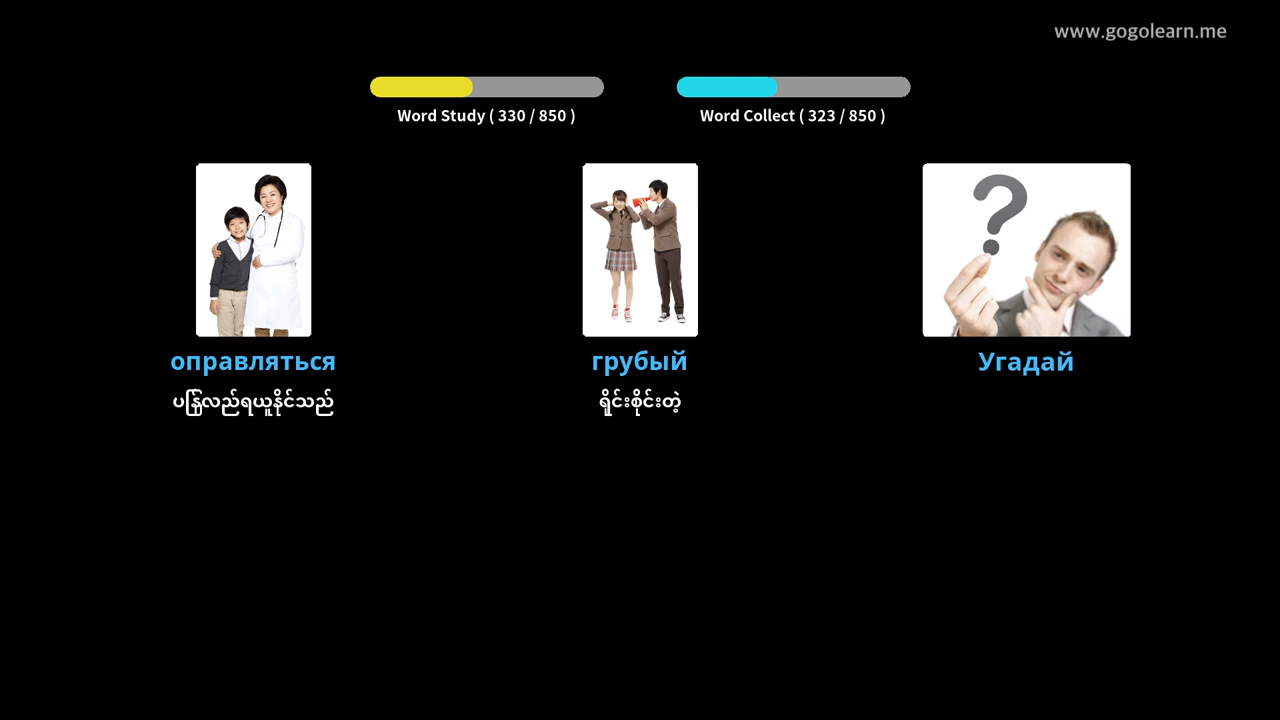 www.gogolearn.me
Word Study ( 330 / 850 )
Word Collect ( 323 / 850 )
оправляться
грубый
Угадай
ပြန်လည်ရယူနိုင်သည်
ရိုင်းစိုင်းတဲ့